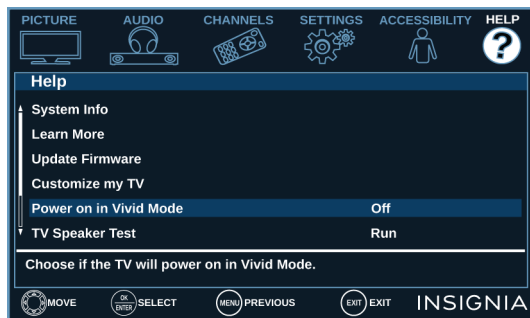 PICTURE AUDIO CHANNELS SETTINGS ACCESSIBILITY HELP
?
Help
System Info
Learn More
Update Firmware
Customize my TV
Power on in Vivid Mode Off
TV Speaker Test Run
Choose if the TV will power on in Vivid Mode.
MOVE OK ENTER SELECT MENU PREVIOUS EXIT EXIT INSIGNIA